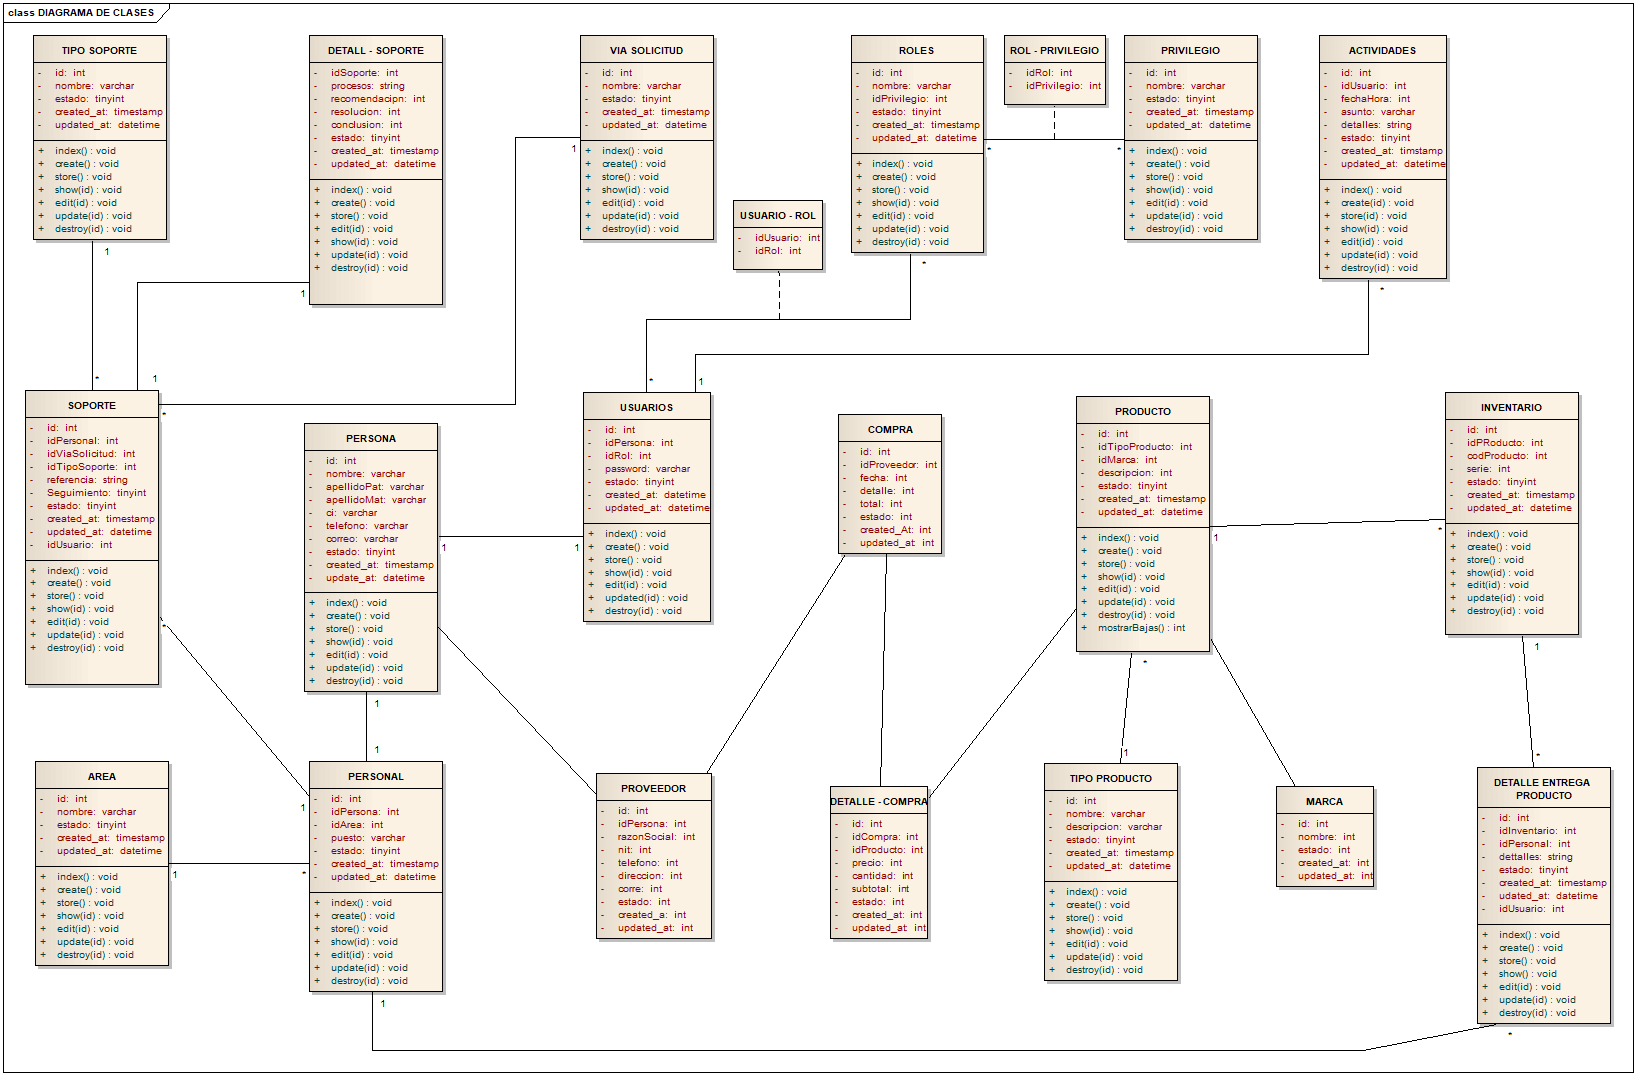 class DIAGRAMA DE CLASES
TIPO SOPORTE
- id: int
- nombre: varchar
- estado: tinyint
- created_at: timestamp
- updated_at: datetime
+ index() : void
+ create() : void
+ store() : void
+ show(id) : void
+ edit(id) : void
+ update(id) : void
+ destroy(id) : void
1
*
DETALL - SOPORTE
- idSoporte: int
- procesos: string
- recomendacipn: int
- resolucion: int
- conclusion: int
- estado: tinyint
- created_at: timestamp
- updated_at: datetime
+ index() : void
+ create() : void
+ store() : void
+ edit(id) : void
+ show(id) : void
+ update(id) : void
+ destroy(id) : void
1
1
VIA SOLICITUD
- id: int
- nombre: varchar
- estado: tinyint
- created_at: timestamp
- updated_at: datetime
+ index() : void
+ create() : void
+ store() : void
+ show(id) : void
+ edit(id) : void
+ update(id) : void
+ destroy(id) : void
1
*
USUARIO - ROL
- idUsuario: int
- idRol: int
ROLES
- id: int
- nombre: varchar
- idPrivilegio: int
- estado: tinyint
- created_at: timestamp
- updated_at: datetime
+ index() : void
+ create() : void
+ store() : void
+ show(id) : void
+ edit(id) : void
+ update(id) : void
+ destroy(id) : void
*
*
ROL - PRIVILEGIO
- idRol: int
- idPrivilegio: int
*
*
PRIVILEGIO
- id: int
- nombre: varchar
- estado: tinyint
- created_at: timestamp
- updated_at: datetime
+ index() : void
+ create() : void
+ store() : void
+ show(id) : void
+ edit(id) : void
+ update(id) : void
+ destroy(id) : void
ACTIVIDADES
- id: int
- idUsuario: int
- fechaHora: int
- asunto: varchar
- detalles: string
- estado: tinyint
- created_at: timstamp
- updated_at: datetime
+ index() : void
+ create(id) : void
+ store(id) : void
+ show(id) : void
+ edit(id) : void
+ update(id) : void
+ destroy(id) : void
*
1
SOPORTE
- id: int
- idPersonal: int
- idViaSolicitud: int
- idTipoSoporte: int
- referencia: string
- Seguimiento: tinyint
- estado: tinyint
- created_at: timestamp
- updated_at: datetime
- idUsuario: int
+ index() : void
+ create() : void
+ store() : void
+ show(id) : void
+ edit(id) : void
+ update(id) : void
+ destroy(id) : void
*
1
PERSONA
- id: int
- nombre: varchar
- apellidoPat: varchar
- apellidoMat: varchar
- ci: varchar
- telefono: varchar
- correo: varchar
- estado: tinyint
- created_at: timestamp
- update_at: datetime
+ index() : void
+ create() : void
+ store() : void
+ show(id) : void
+ edit(id) : void
+ update(id) : void
+ destroy(id) : void
1
1
1
1
USUARIOS
- id: int
- idPersona: int
- idRol: int
- password: varchar
- estado: tinyint
- created_at: datetime
- updated_at: datetime
+ index() : void
+ create() : void
+ store() : void
+ show(id) : void
+ edit(id) : void
+ updated(id) : void
+ destroy(id) : void
COMPRA
- id: int
- idProveedor: int
- fecha: int
- detalle: int
- total: int
- estado: int
- created_At: int
- updated_at: int
PRODUCTO
- id: int
- idTipoProducto: int
- idMarca: int
- descripcion: int
- estado: tinyint
- created_at: timestamp
- updated_at: datetime
+ index() : void
+ create() : void
+ store() : void
+ show(id) : void
+ edit(id) : void
+ update(id) : void
+ destroy(id) : void
+ mostrarBajas() : int
1
*
*
1
INVENTARIO
- id: int
- idPRoducto: int
- codProducto: int
- serie: int
- estado: tinyint
- created_at: timestamp
- updated_at: datetime
+ index() : void
+ create() : void
+ store() : void
+ show(id) : void
+ edit(id) : void
+ update(id) : void
+ destroy(id) : void
1
*
AREA
- id: int
- nombre: varchar
- estado: tinyint
- created_at: timestamp
- updated_at: datetime
+ index() : void
+ create() : void
+ store() : void
+ show(id) : void
+ edit(id) : void
+ update(id) : void
+ destroy(id) : void
1
*
PERSONAL
- id: int
- idPersona: int
- idArea: int
- puesto: varchar
- estado: tinyint
- created_at: timestamp
- updated_at: datetime
+ index() : void
+ create() : void
+ store() : void
+ show(id) : void
+ edit(id) : void
+ update(id) : void
+ destroy(id) : void
1
*
PROVEEDOR
- id: int
- idPersona: int
- razonSocial: int
- nit: int
- telefono: int
- direccion: int
- corre: int
- estado: int
- created_a: int
- updated_at: int
DETALLE - COMPRA
- id: int
- idCompra: int
- idProducto: int
- precio: int
- cantidad: int
- subtotal: int
- estado: int
- created_at: int
- updated_at: int
TIPO PRODUCTO
- id: int
- nombre: varchar
- descripcion: varchar
- estado: tinyint
- created_at: timestamp
- updated_at: datetime
+ index() : void
+ create() : void
+ store() : void
+ show(id) : void
+ edit(id) : void
+ update(id) : void
+ destroy(id) : void
MARCA
- id: int
- nombre: int
- estado: int
- created_at: int
- updated_at: int
DETALLE ENTREGA
PRODUCTO
- id: int
- idInventario: int
- idPersonal: int
- dettalles: string
- estado: tinyint
- created_at: timestamp
- udated_at: datetime
- idUsuario: int
+ index() : void
+ create() : void
+ store() : void
+ show() : void
+ edit(id) : void
+ update(id) : void
+ destroy(id) : void